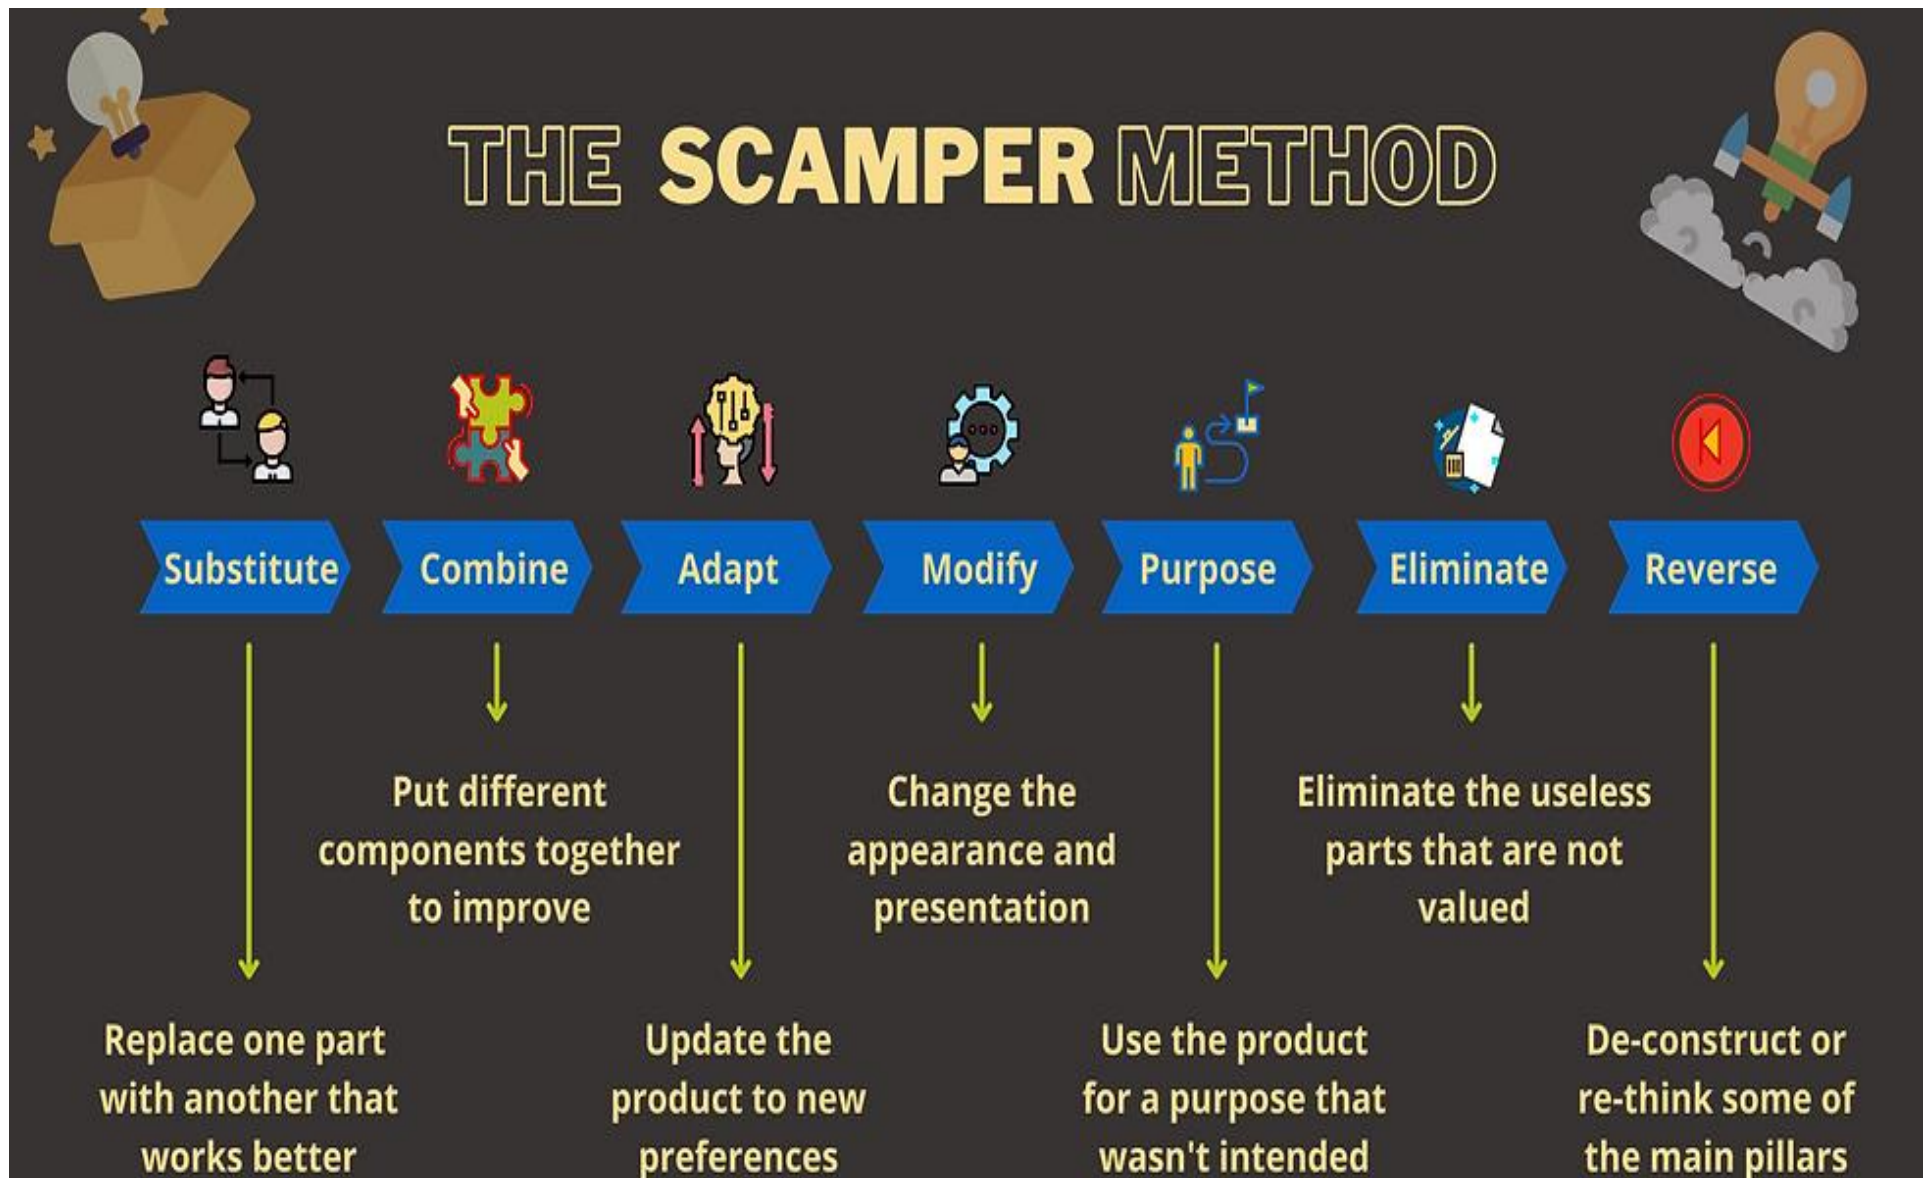 THE SCAMPER METHOD
Substitute
Combine
Adapt
Modify
Purpose
Eliminate
Reverse
Replace one part
with another that
works better
Put different
components together
to improve
Update the
product to new
preferences
Change the
appearance and
presentation
Use the product
for a purpose that
wasn't intended
Eliminate the useless
parts that are not
valued
De-construct or
re-think some of
the main pillars